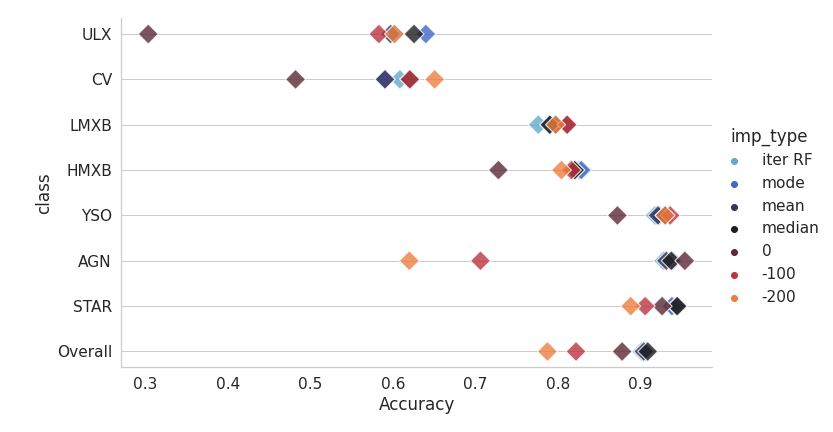 ULX
CV
LMXB
HMXB
YSO
AGN
STAR
Overall
class
0.3 0.4 0.5 0.6 0.7 0.8 0.9
Accuracy
imp_type
iter RF
mode
mean
median
0
-100
-200